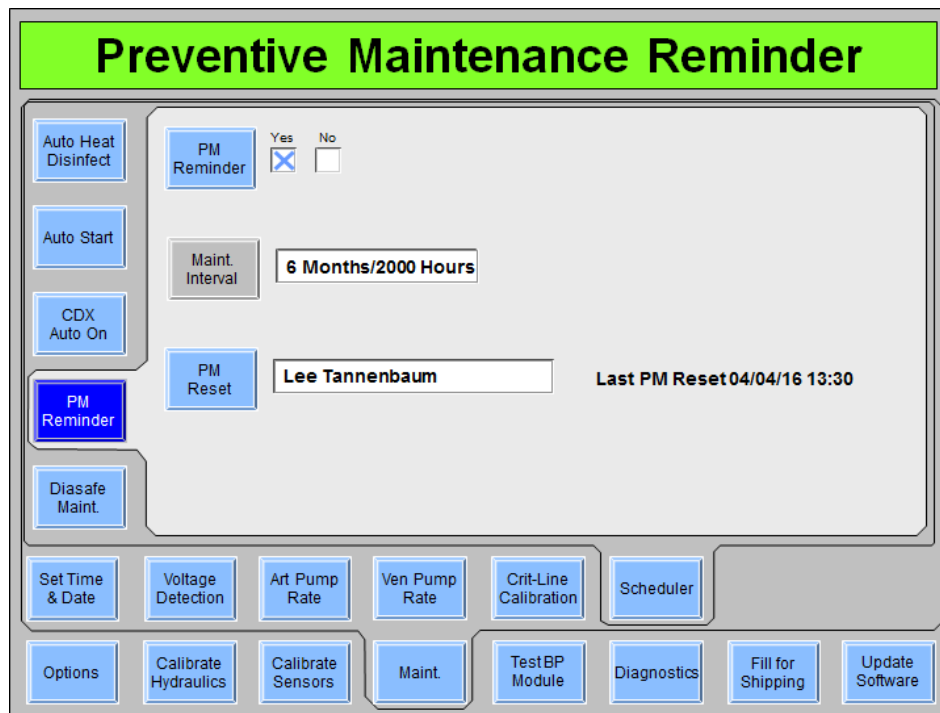 Preventive Maintenance Reminder
Auto Heat
Disinfect
PM
Reminder
Yes No
Auto Start
Maint.
Interval
6 Months/2000 Hours
CDX
Auto On
PM
Reset
Lee Tannenbaum
Last PM Reset 04/04/16 13:30
PM
Reminder
Diasafe
Maint.
Set Time
& Date
Voltage
Detection
Art Pump
Rate
Ven Pump
Rate
Crit-Line
Calibration
Scheduler
Options
Calibrate
Hydraulics
Calibrate
Sensors
Maint.
Test BP
Module
Diagnostics
Fill for
Shipping
Update
Software